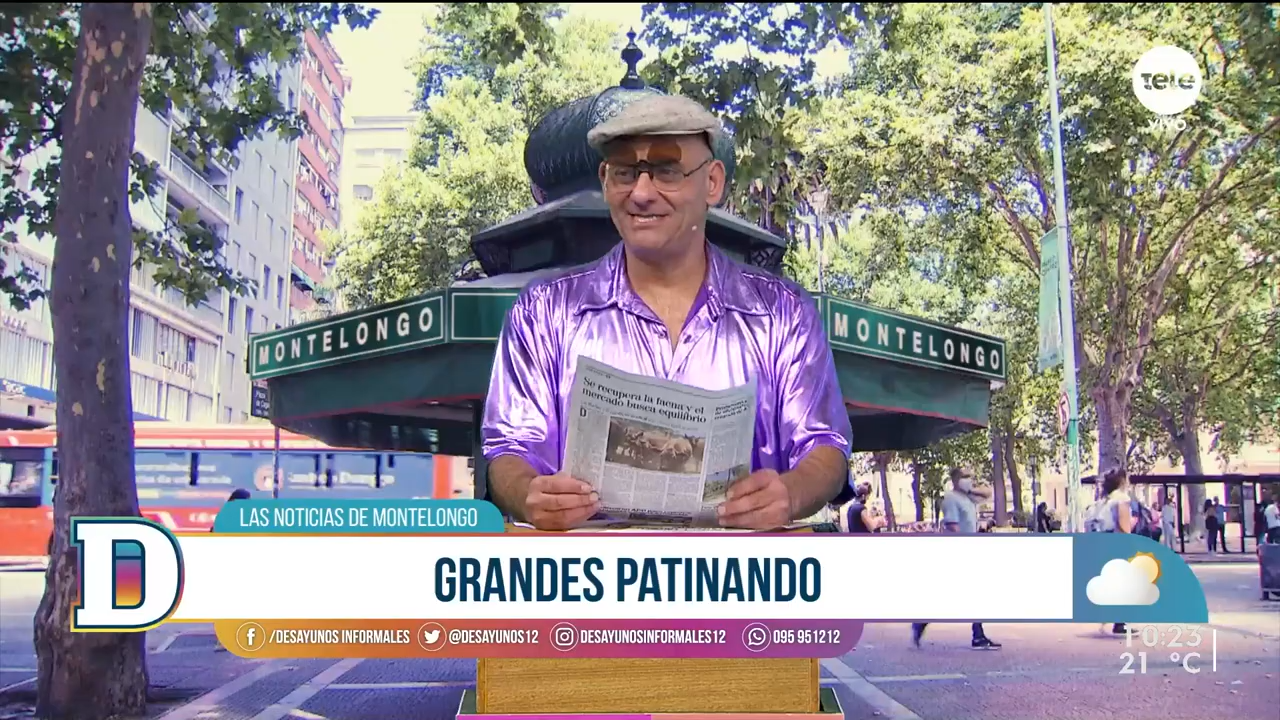 tele
VIVO
MONTELONGO
MONTELONGO
Se recupera la faena y el
mercado busca equilibrio
LAS NOTICIAS DE MONTELONGO
D
GRANDES PATINANDO
/DESAYUNOS INFORMALES
@DESAYUNOS12
DESAYUNOSINFORMALES12
095 951212
10:23
21 °C